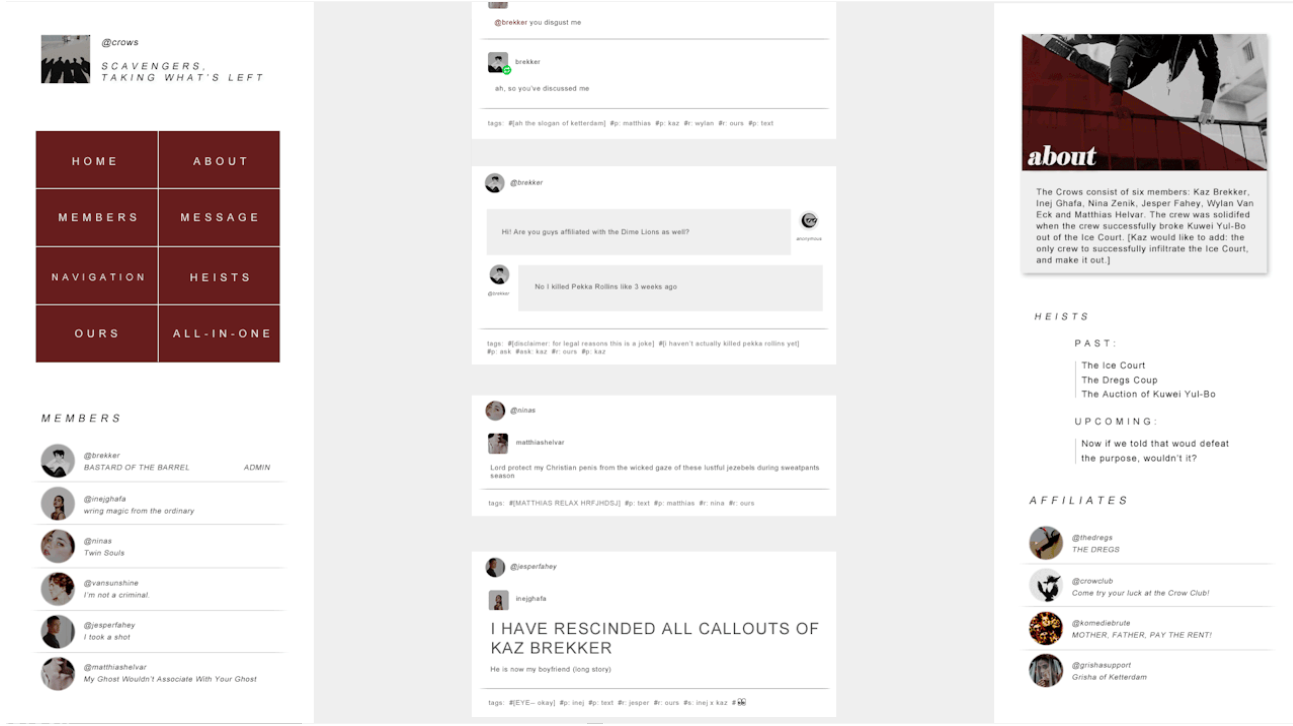 @crows
SCAVENGERS,
TAKING WHAT'S LEFT
HOME
ABOUT
MEMBERS
MESSAGE
NAVIGATION
HEISTS
OURS
ALL-IN-ONE
MEMBERS
@brekker
BASTARD OF THE BARREL ADMIN
@inejghafa
wring magic from the ordinary
@ninas
Twin Souls
@vansunshine
I'm not a criminal.
@jesperfahey
I took a shot
@matthiashelvar
My Ghost Wouldn't Associate With Your Ghost
@brekker you disgust me
brekker
ah, so you've discussed me
tags: #[ah the slogan of ketterdam] #p: matthias #p: kaz #r: wylan #r: ours #p: text
@brekker
Hi! Are you guys affiliated with the Dime Lions as well?
anonymous
@brekker
No I killed Pekka Rollins like 3 weeks ago
tags: #[disclaimer: for legal reasons this is a joke] #[i haven't actually killed pekka rollins yet]
#p: ask #ask: kaz #r: ours #p: kaz
@ninas
matthiashelvar
Lord protect my Christian penis from the wicked gaze of these lustful jezebels during sweatpants
season
tags: #[MATTHIAS RELAX HRFJHDSJ] #p: text #p: matthias #r: nina #r: ours
@jesperfahey
inejghafa
I HAVE RESCINDED ALL CALLOUTS OF
KAZ BREKKER
He is now my boyfriend (long story)
tags: #[EYE-- okay] #p: inej #p: text #r: jesper #r: ours #s: inej x kaz #👀
about
The Crows consist of six members: Kaz Brekker,
Inej Ghafa, Nina Zenik, Jesper Fahey, Wylan Van
Eck and Matthias Helvar. The crew was solidifed
when the crew successfully broke Kuwei Yul-Bo
out of the Ice Court. [Kaz would like to add: the
only crew to successfully infiltrate the Ice Court,
and make it out.]
HEISTS
PAST:
The Ice Court
The Dregs Coup
The Auction of Kuwei Yul-Bo
UPCOMING:
Now if we told that woud defeat
the purpose, wouldn't it?
AFFILIATES
@thedregs
THE DREGS
@crowclub
Come try your luck at the Crow Club!
@komediebrute
MOTHER, FATHER, PAY THE RENT!
@grishasupport
Grisha of Ketterdam